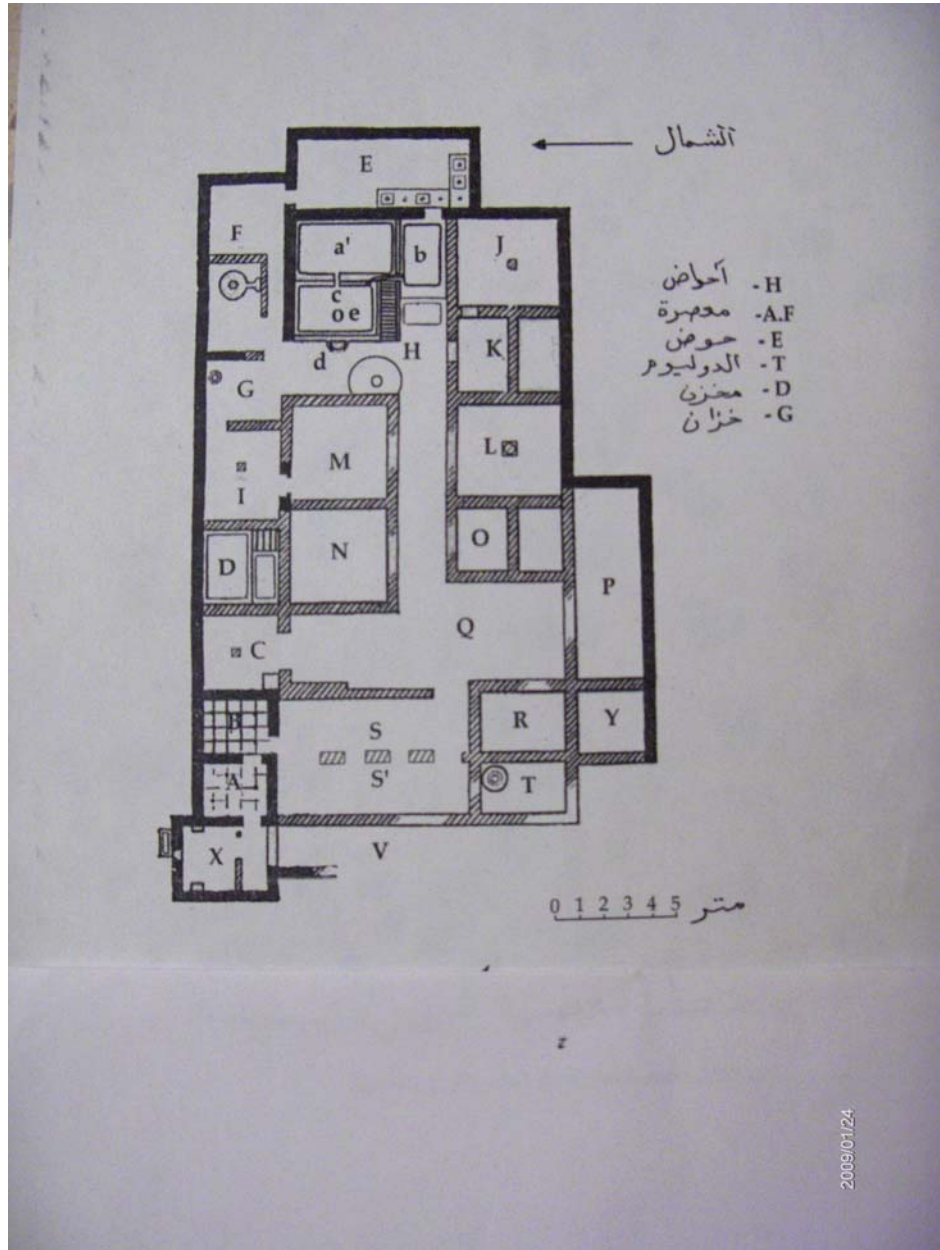 الشمال
E
F
a'
b
J
c
o e
d
H
K
G
M
L
I
N
O
D
P
Q
C
B
S
R
Y
A
S'
T
X
V
H - أحواض
A.F - معصرة
E - حوض
T - الدوليوم
D - مخزن
G - خزان
0 1 2 3 4 5 متر
2009/01/24